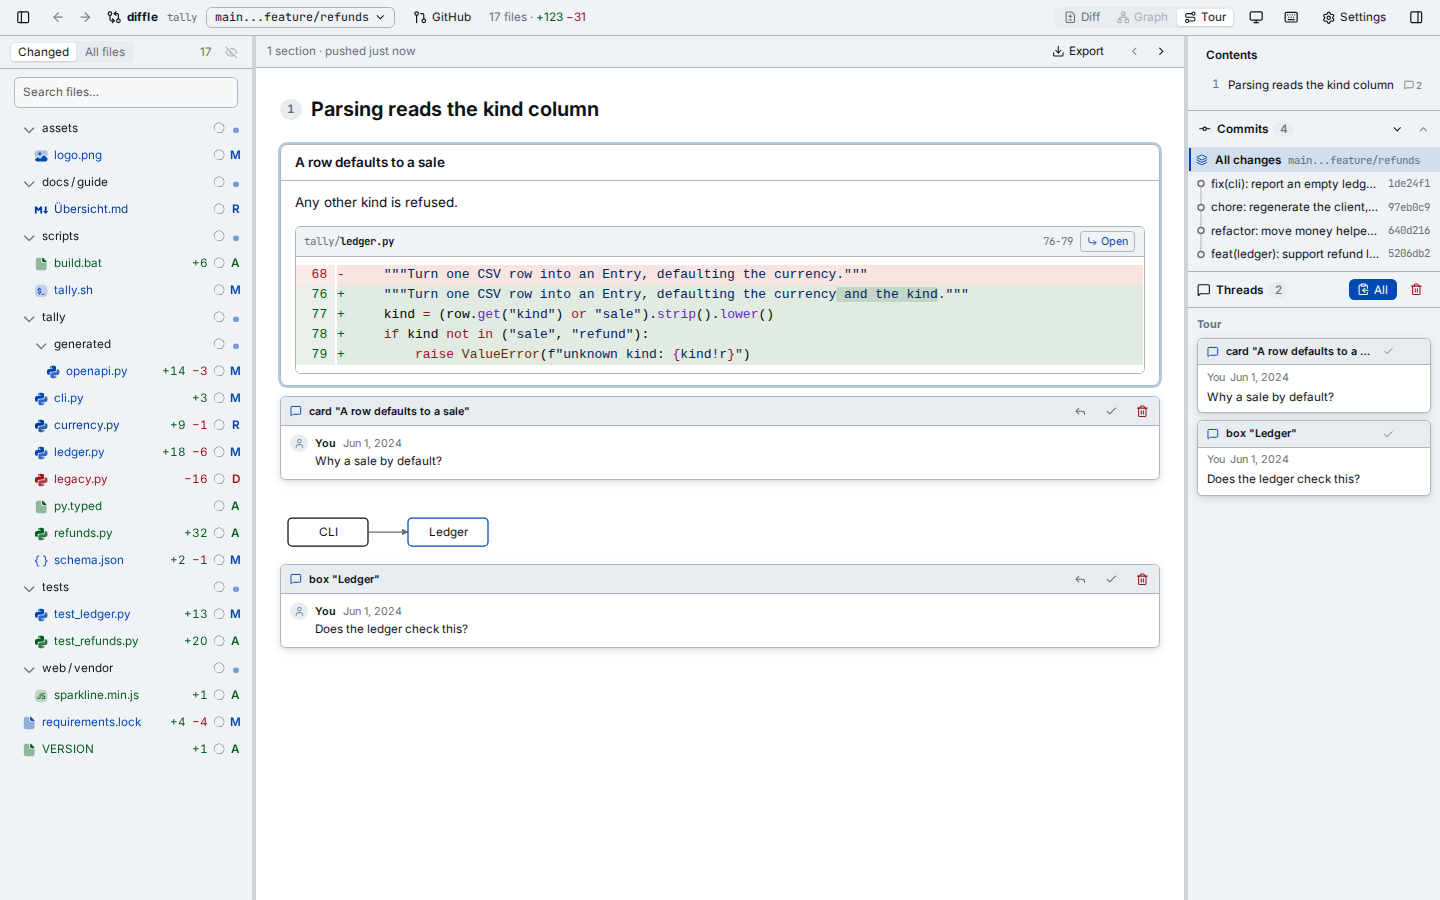 diffle tally main...feature/refunds GitHub 17 files · +123 −31 Diff Graph Tour Settings
Changed All files 17
Search files...
assets
logo.png M
docs/guide
Übersicht.md R
scripts
build.bat +6 A
tally.sh M
tally
generated
openapi.py +14 −3 M
cli.py +3 M
currency.py +9 −1 R
ledger.py +18 −6 M
legacy.py −16 D
py.typed A
refunds.py +32 A
schema.json +2 −1 M
tests
test_ledger.py +13 M
test_refunds.py +20 A
web/vendor
sparkline.min.js +1 A
requirements.lock +4 −4 M
VERSION +1 A
1 section · pushed just now Export
1 Parsing reads the kind column
A row defaults to a sale
Any other kind is refused.
tally/ledger.py 76-79 Open
68 - """Turn one CSV row into an Entry, defaulting the currency."""
76 + """Turn one CSV row into an Entry, defaulting the currency and the kind."""
77 + kind = (row.get("kind") or "sale").strip().lower()
78 + if kind not in ("sale", "refund"):
79 + raise ValueError(f"unknown kind: {kind!r}")
card "A row defaults to a sale"
You Jun 1, 2024
Why a sale by default?
CLI Ledger
box "Ledger"
You Jun 1, 2024
Does the ledger check this?
Contents
1 Parsing reads the kind column 2
Commits 4
All changes main...feature/refunds
fix(cli): report an empty ledg... 1de24f1
chore: regenerate the client,... 97eb0c9
refactor: move money helpe... 640d216
feat(ledger): support refund l... 5206db2
Threads 2 All
Tour
card "A row defaults to a ...
You Jun 1, 2024
Why a sale by default?
box "Ledger"
You Jun 1, 2024
Does the ledger check this?